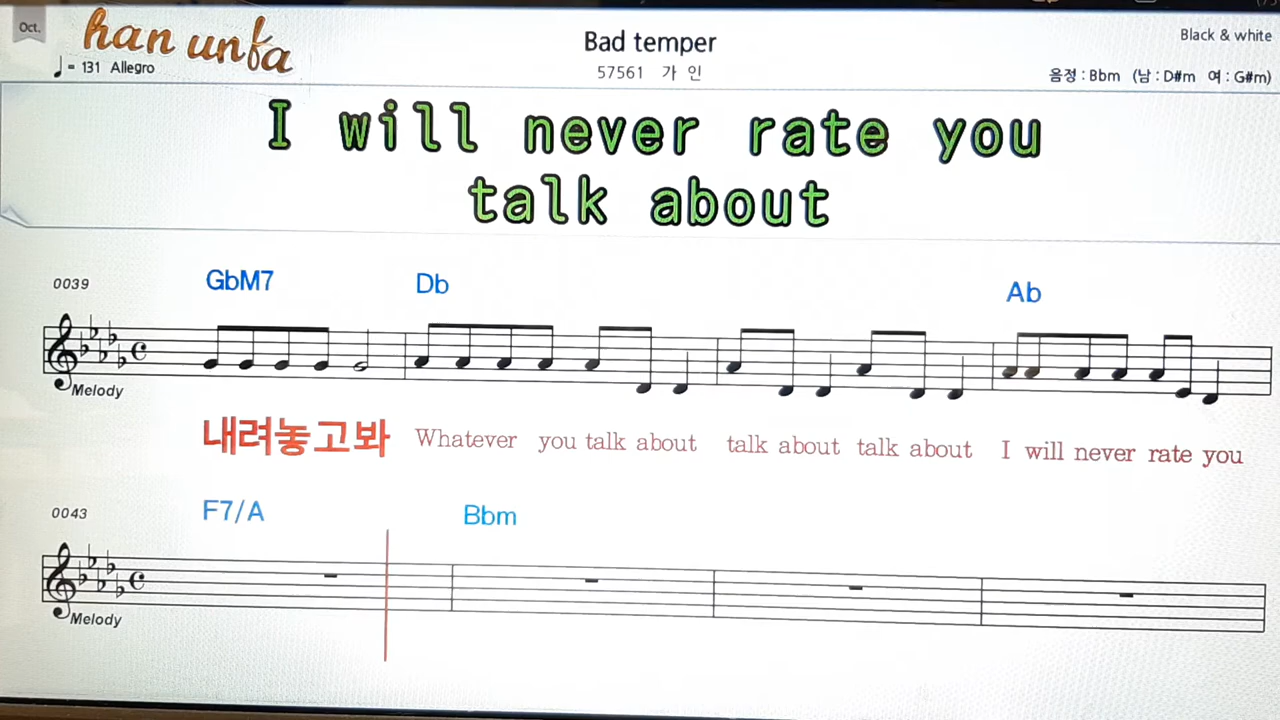 Oct.
han unfa
♩ = 131 Allegro
Bad temper
57561 가 인
Black & white
음정 : Bbm (남 : D#m 여 : G#m)
I will never rate you
talk about
0039
GbM7 Db Ab
Melody
내려놓고봐 Whatever you talk about talk about talk about I will never rate you
0043
F7/A Bbm
Melody